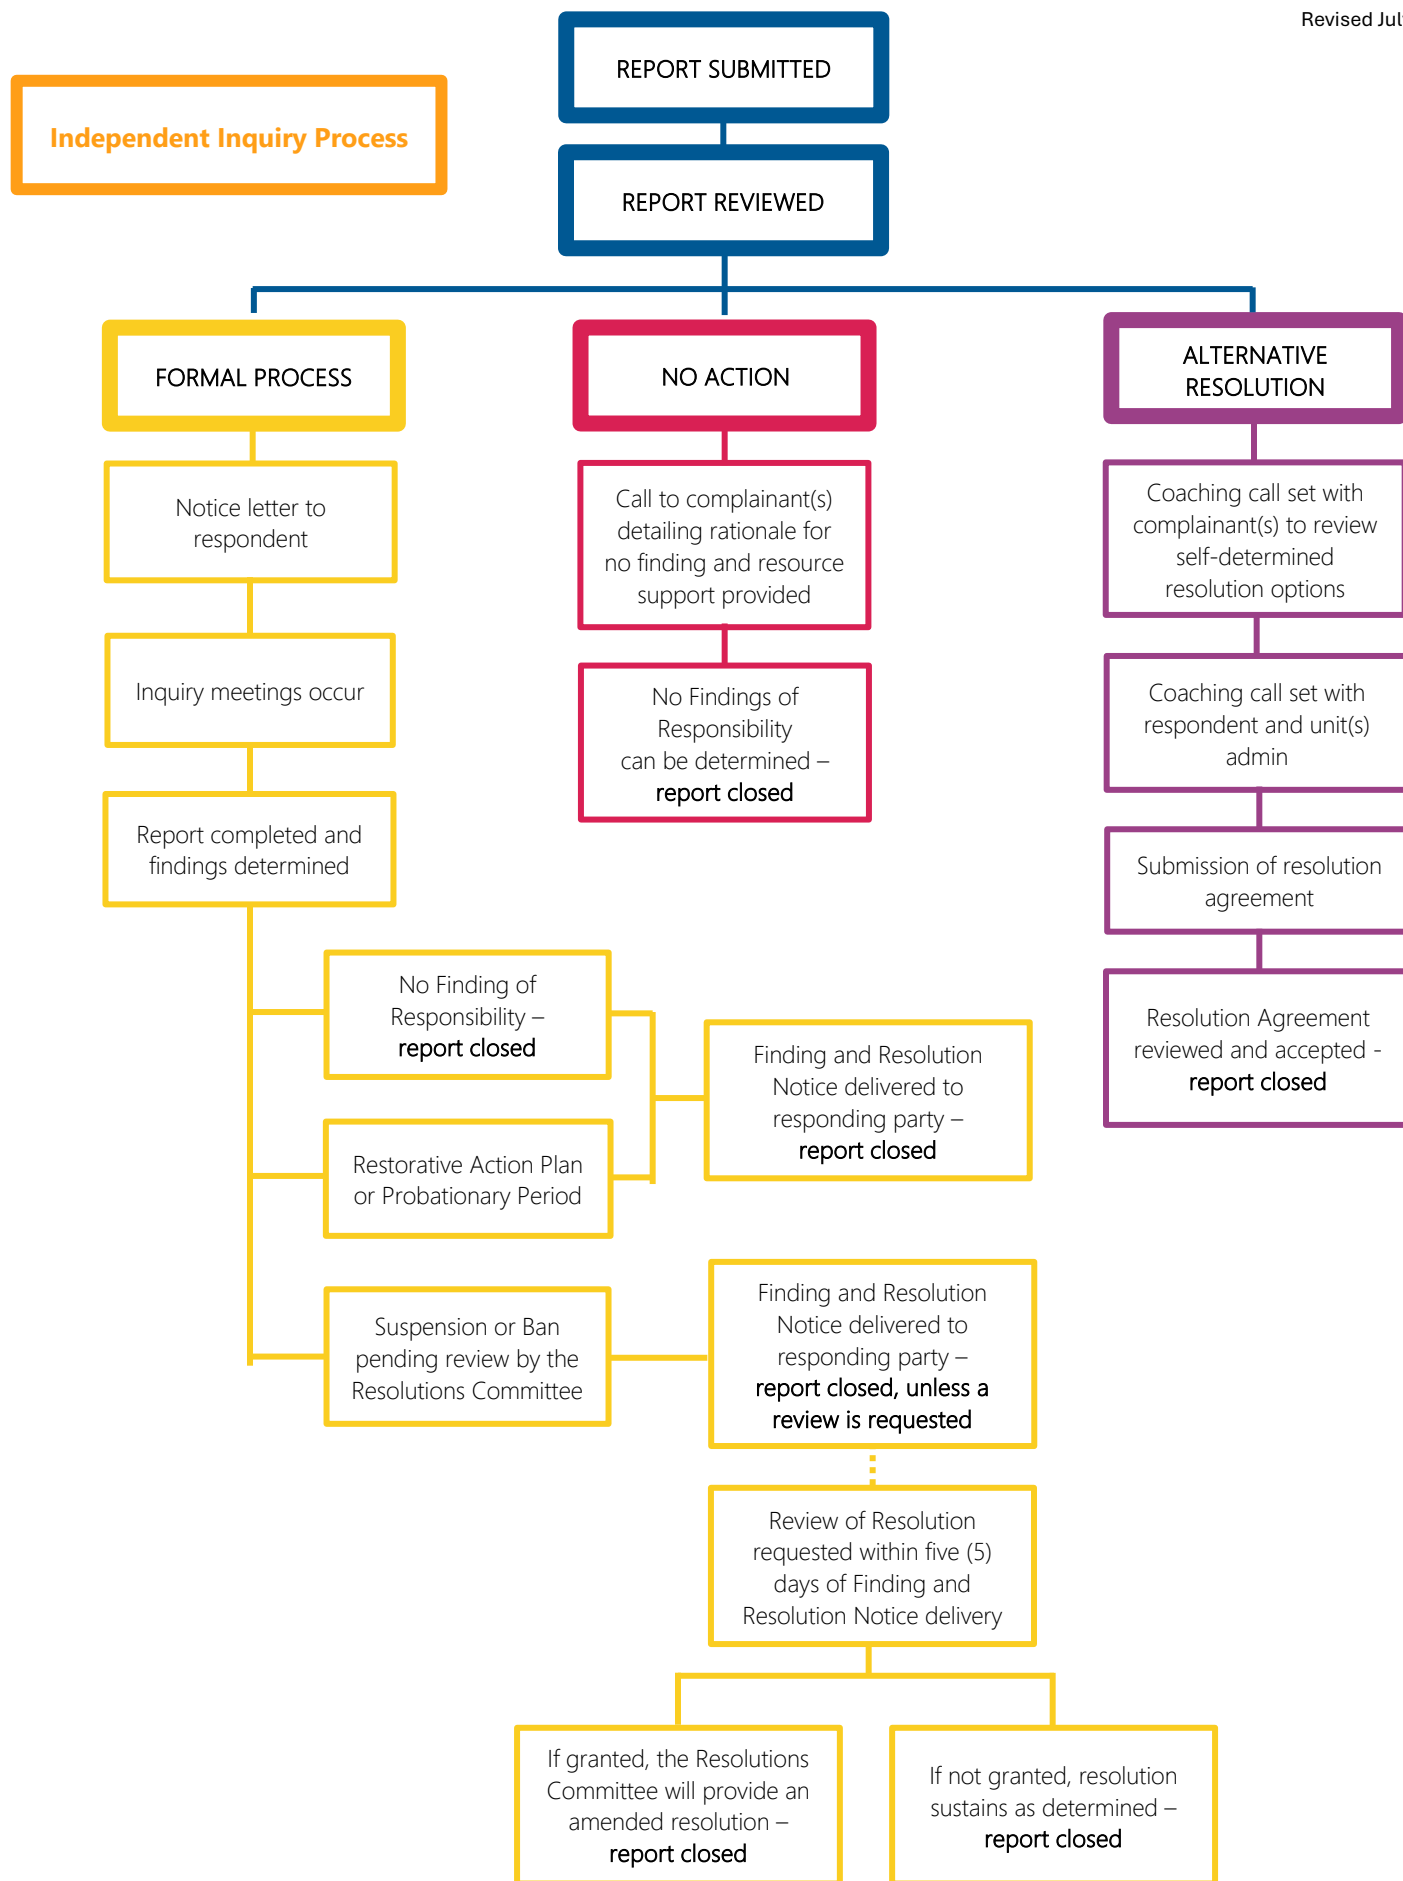 Revised Jul
REPORT SUBMITTED
Independent Inquiry Process
REPORT REVIEWED
FORMAL PROCESS
NO ACTION
ALTERNATIVE
RESOLUTION
Notice letter to
respondent
Inquiry meetings occur
Report completed and
findings determined
Call to complainant(s)
detailing rationale for
no finding and resource
support provided
No Findings of
Responsibility
can be determined –
report closed
Coaching call set with
complainant(s) to review
self-determined
resolution options
Coaching call set with
respondent and unit(s)
admin
Submission of resolution
agreement
Resolution Agreement
reviewed and accepted -
report closed
No Finding of
Responsibility –
report closed
Restorative Action Plan
or Probationary Period
Finding and Resolution
Notice delivered to
responding party –
report closed
Suspension or Ban
pending review by the
Resolutions Committee
Finding and Resolution
Notice delivered to
responding party –
report closed, unless a
review is requested
Review of Resolution
requested within five (5)
days of Finding and
Resolution Notice delivery
If granted, the Resolutions
Committee will provide an
amended resolution –
report closed
If not granted, resolution
sustains as determined –
report closed